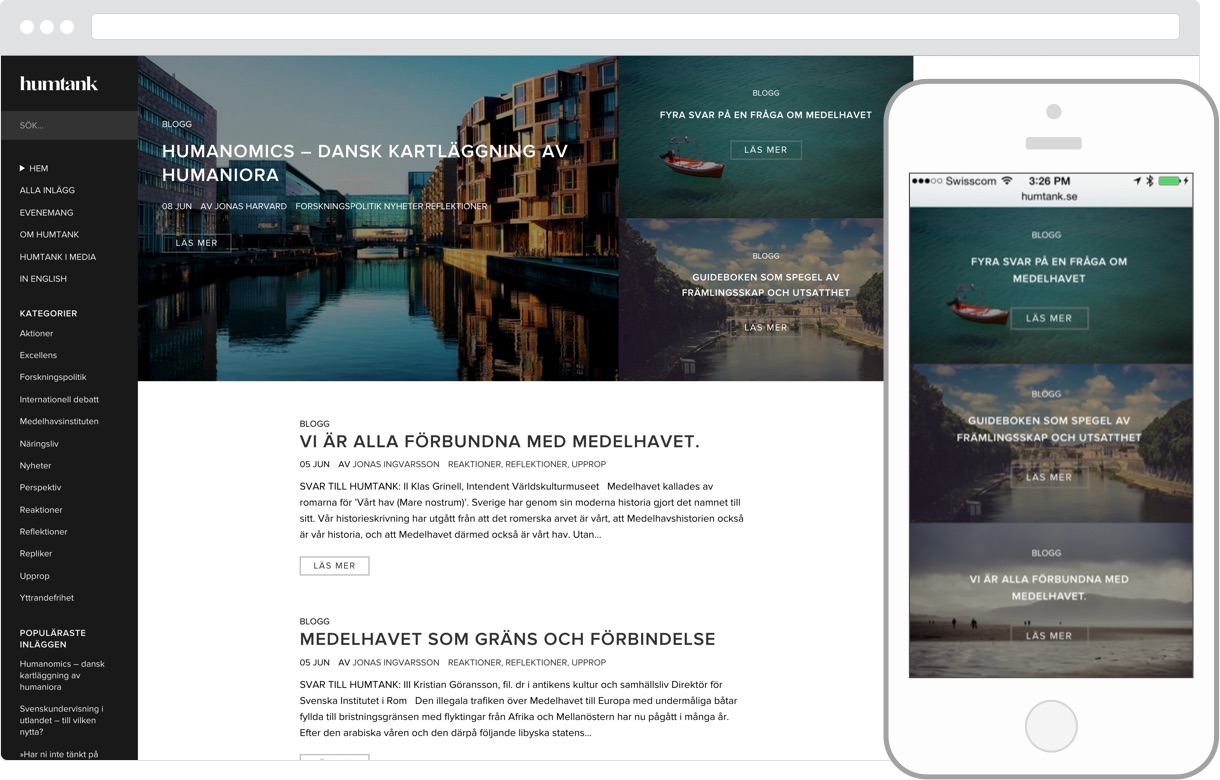 humtank
SÖK...
HEM
ALLA INLÄGG
EVENEMANG
OM HUMTANK
HUMTANK I MEDIA
IN ENGLISH
KATEGORIER
Aktioner
Excellens
Forskningspolitik
Internationell debatt
Medelhavsinstituten
Näringsliv
Nyheter
Perspektiv
Reaktioner
Reflektioner
Repliker
Upprop
Yttrandefrihet
POPULÄRASTE
INLÄGGEN
Humanomics – dansk
kartläggning av
humaniora
Svenskundervisning i
utlandet – till vilken
nytta?
»Har ni inte tänkt på
BLOGG
HUMANOMICS – DANSK KARTLÄGGNING AV
HUMANIORA
08 JUN AV JONAS HARVARD FORSKNINGSPOLITIK NYHETER REFLEKTIONER
LÄS MER
BLOGG
FYRA SVAR PÅ EN FRÅGA OM MEDELHAVET
LÄS MER
BLOGG
GUIDEBOKEN SOM SPEGEL AV
FRÄMLINGSSKAP OCH UTSATTHET
LÄS MER
BLOGG
VI ÄR ALLA FÖRBUNDNA MED MEDELHAVET.
05 JUN AV JONAS INGVARSSON REAKTIONER, REFLEKTIONER, UPPROP
SVAR TILL HUMTANK: II Klas Grinell, Intendent Världskulturmuseet Medelhavet kallades av
romarna för 'Vårt hav (Mare nostrum)'. Sverige har genom sin moderna historia gjort det namnet till
sitt. Vår historieskrivning har utgått från att det romerska arvet är vårt, att Medelhavshistorien också
är vår historia, och att Medelhavet därmed också är vårt hav. Utan...
LÄS MER
BLOGG
MEDELHAVET SOM GRÄNS OCH FÖRBINDELSE
05 JUN AV JONAS INGVARSSON REAKTIONER, REFLEKTIONER, UPPROP
SVAR TILL HUMTANK: III Kristian Göransson, fil. dr i antikens kultur och samhällsliv Direktör för
Svenska Institutet i Rom Den illegala trafiken över Medelhavet till Europa med undermåliga båtar
fyllda till bristningsgränsen med flyktingar från Afrika och Mellanöstern har nu pågått i många år.
Efter den arabiska våren och den därpå följande libyska statens...
Swisscom 3:26 PM
humtank.se
BLOGG
FYRA SVAR PÅ EN FRÅGA OM
MEDELHAVET
LÄS MER
BLOGG
GUIDEBOKEN SOM SPEGEL AV
FRÄMLINGSSKAP OCH UTSATTHET
LÄS MER
BLOGG
VI ÄR ALLA FÖRBUNDNA MED
MEDELHAVET.
LÄS MER